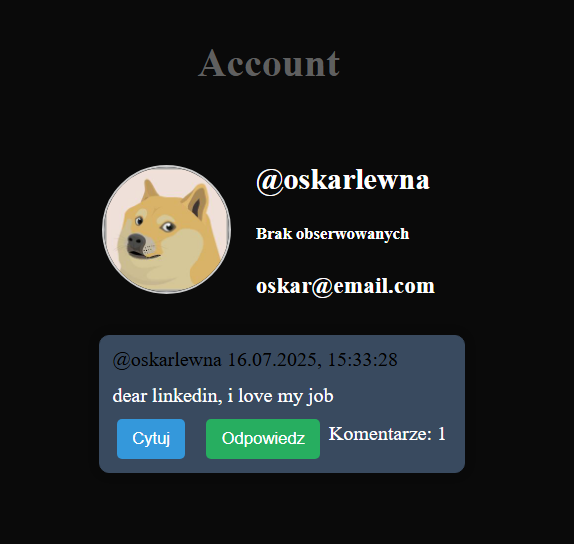 Account
@oskarlewna
Brak obserwowanych
oskar@email.com
@oskarlewna 16.07.2025, 15:33:28
dear linkedin, i love my job
Cytuj Odpowiedz Komentarze: 1